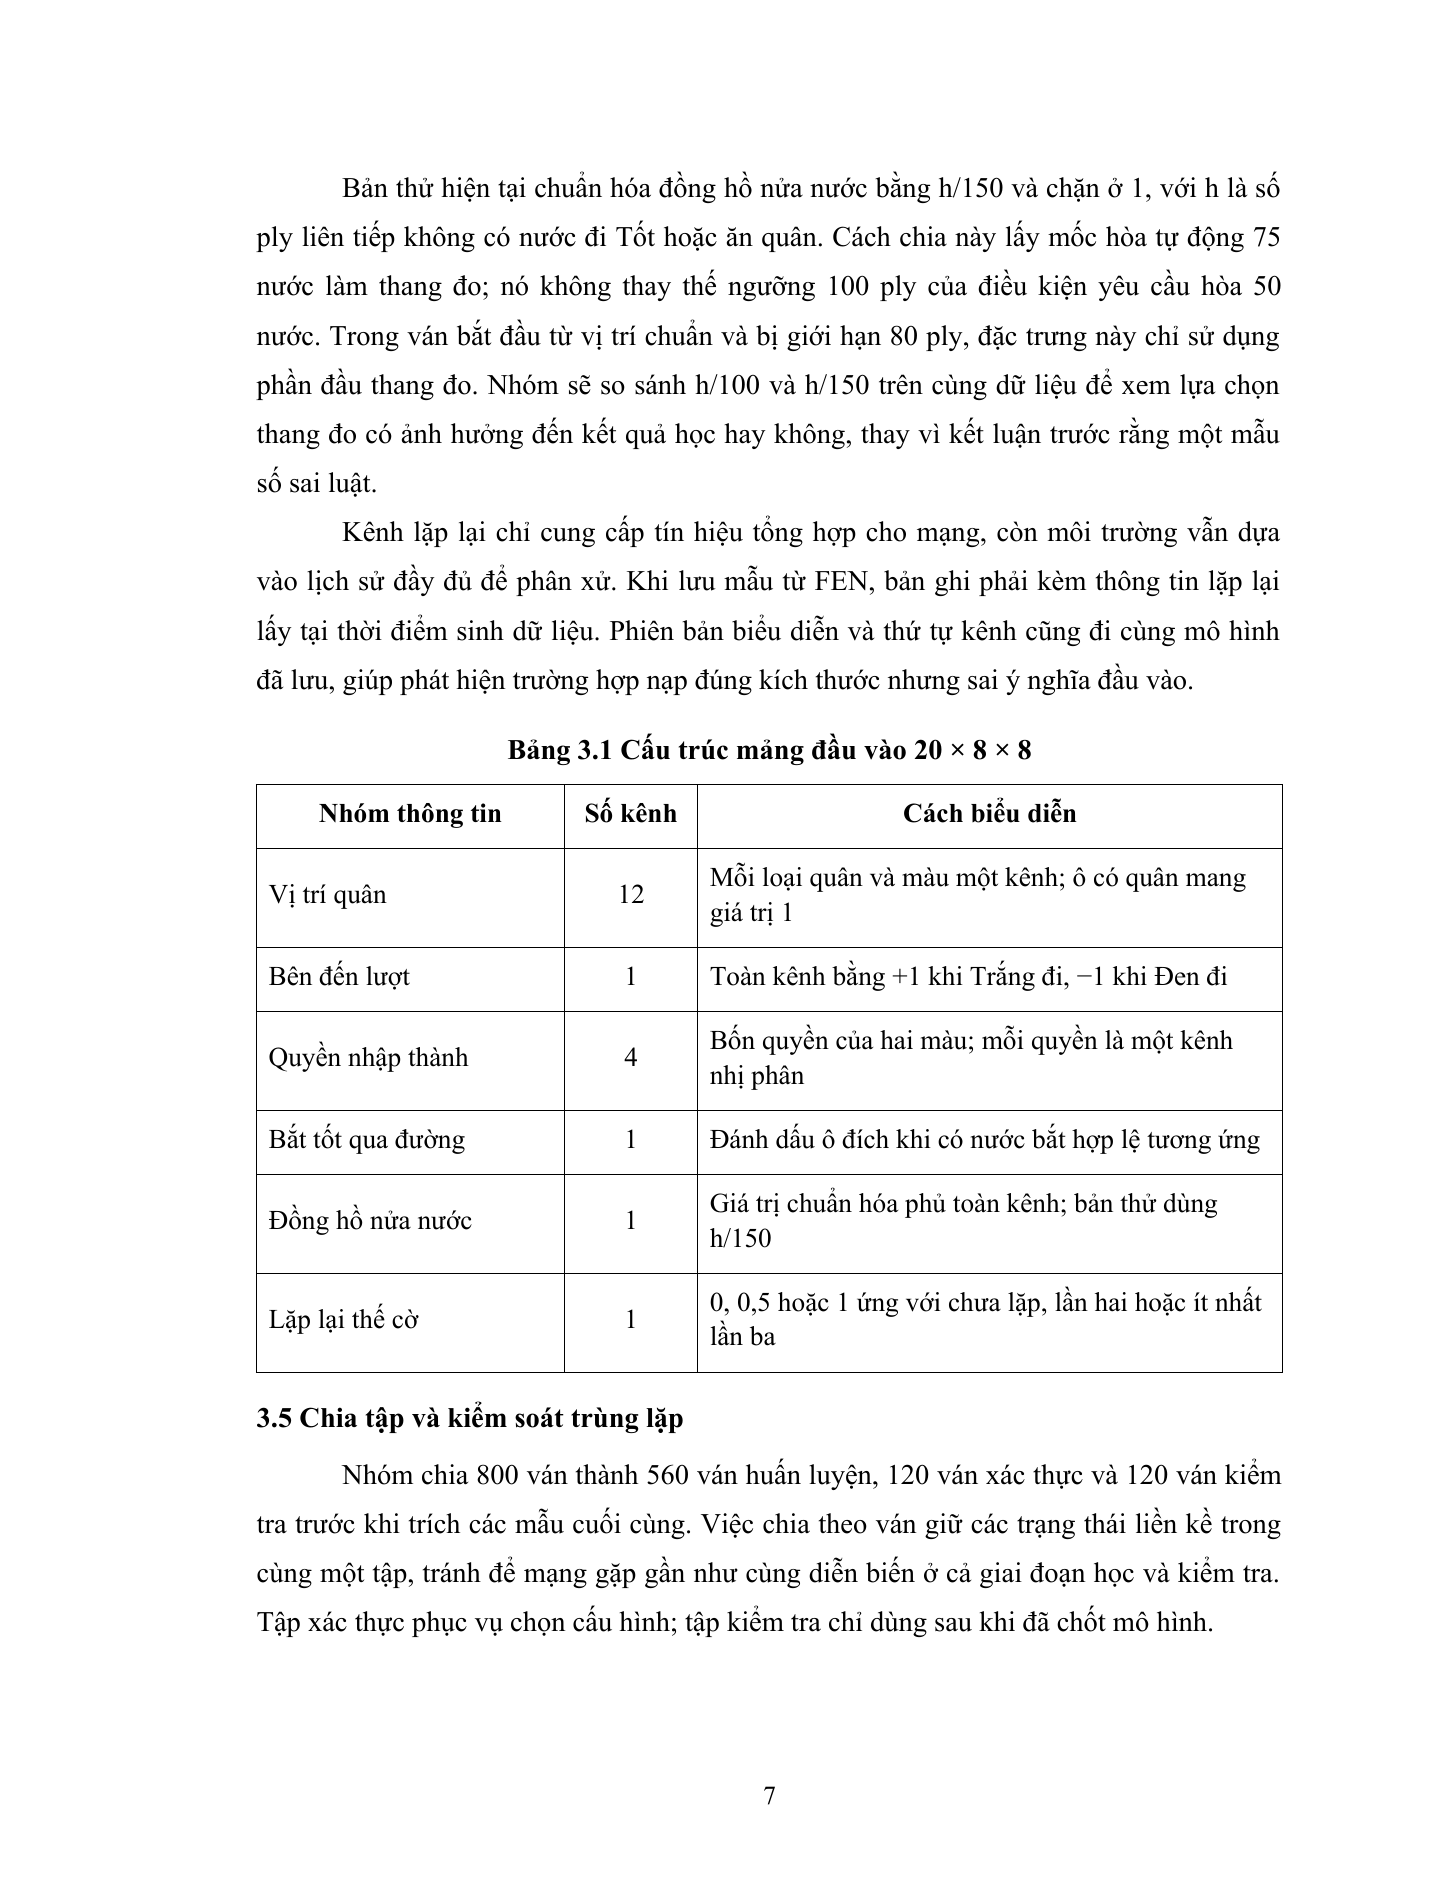 Bản thử hiện tại chuẩn hóa đồng hồ nửa nước bằng h/150 và chặn ở 1, với h là số
ply liên tiếp không có nước đi Tốt hoặc ăn quân. Cách chia này lấy mốc hòa tự động 75
nước làm thang đo; nó không thay thế ngưỡng 100 ply của điều kiện yêu cầu hòa 50
nước. Trong ván bắt đầu từ vị trí chuẩn và bị giới hạn 80 ply, đặc trưng này chỉ sử dụng
phần đầu thang đo. Nhóm sẽ so sánh h/100 và h/150 trên cùng dữ liệu để xem lựa chọn
thang đo có ảnh hưởng đến kết quả học hay không, thay vì kết luận trước rằng một mẫu
số sai luật.
Kênh lặp lại chỉ cung cấp tín hiệu tổng hợp cho mạng, còn môi trường vẫn dựa
vào lịch sử đầy đủ để phân xử. Khi lưu mẫu từ FEN, bản ghi phải kèm thông tin lặp lại
lấy tại thời điểm sinh dữ liệu. Phiên bản biểu diễn và thứ tự kênh cũng đi cùng mô hình
đã lưu, giúp phát hiện trường hợp nạp đúng kích thước nhưng sai ý nghĩa đầu vào.
Bảng 3.1 Cấu trúc mảng đầu vào 20 × 8 × 8
Nhóm thông tin Số kênh Cách biểu diễn
Vị trí quân 12 Mỗi loại quân và màu một kênh; ô có quân mang
giá trị 1
Bên đến lượt 1 Toàn kênh bằng +1 khi Trắng đi, −1 khi Đen đi
Quyền nhập thành 4 Bốn quyền của hai màu; mỗi quyền là một kênh
nhị phân
Bắt tốt qua đường 1 Đánh dấu ô đích khi có nước bắt hợp lệ tương ứng
Đồng hồ nửa nước 1 Giá trị chuẩn hóa phủ toàn kênh; bản thử dùng
h/150
Lặp lại thế cờ 1 0, 0,5 hoặc 1 ứng với chưa lặp, lần hai hoặc ít nhất
lần ba
3.5 Chia tập và kiểm soát trùng lặp
Nhóm chia 800 ván thành 560 ván huấn luyện, 120 ván xác thực và 120 ván kiểm
tra trước khi trích các mẫu cuối cùng. Việc chia theo ván giữ các trạng thái liền kề trong
cùng một tập, tránh để mạng gặp gần như cùng diễn biến ở cả giai đoạn học và kiểm tra.
Tập xác thực phục vụ chọn cấu hình; tập kiểm tra chỉ dùng sau khi đã chốt mô hình.
7